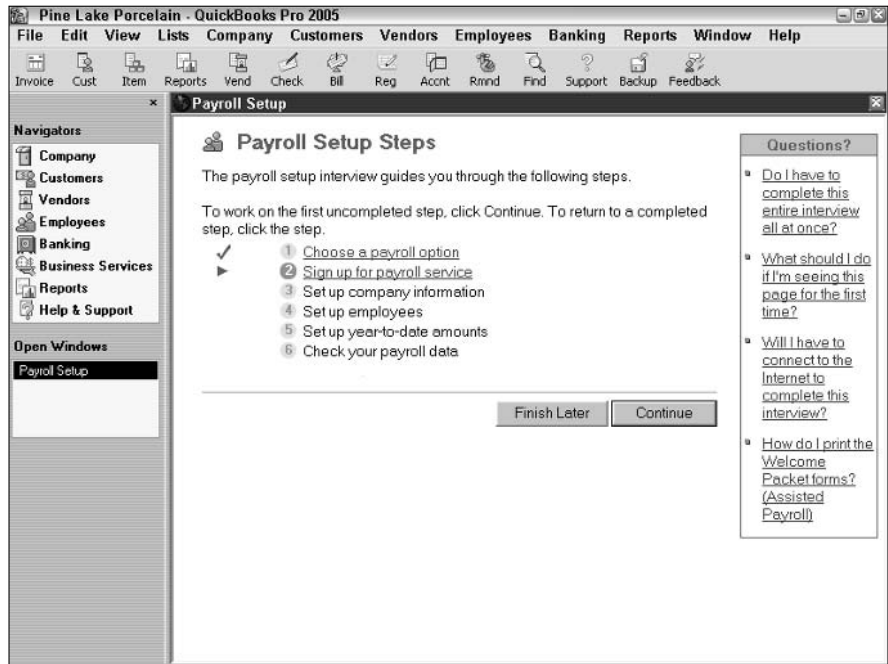 Pine Lake Porcelain - QuickBooks Pro 2005
File Edit View Lists Company Customers Vendors Employees Banking Reports Window Help
Invoice Cust Item Reports Vend Check Bill Reg Accnt Rmnd Find Support Backup Feedback
Navigators
Company
Customers
Vendors
Employees
Banking
Business Services
Reports
Help & Support
Open Windows
Payroll Setup
Payroll Setup
Payroll Setup Steps
The payroll setup interview guides you through the following steps.
To work on the first uncompleted step, click Continue. To return to a completed
step, click the step.
1 Choose a payroll option
2 Sign up for payroll service
3 Set up company information
4 Set up employees
5 Set up year-to-date amounts
6 Check your payroll data
Finish Later Continue
Questions?
Do I have to
complete this
entire interview
all at once?
What should I do
if I'm seeing this
page for the first
time?
Will I have to
connect to the
Internet to
complete this
interview?
How do I print the
Welcome
Packet forms?
(Assisted
Payroll)